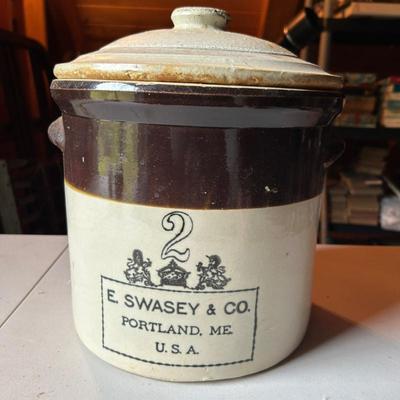 2
E. SWASEY & CO.
PORTLAND, ME.
U. S. A.